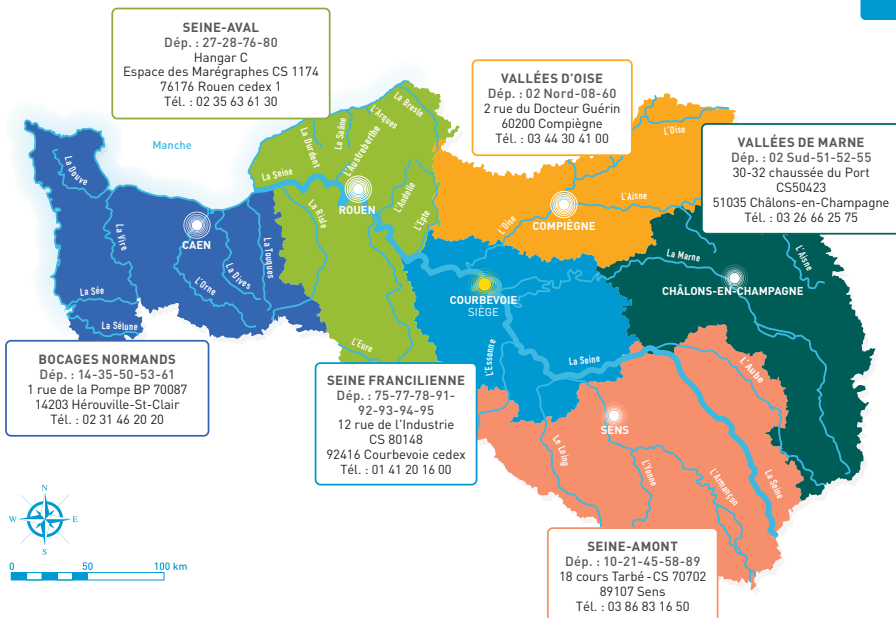 SEINE-AVAL
Dép. : 27-28-76-80
Hangar C
Espace des Marégraphes CS 1174
76176 Rouen cedex 1
Tél. : 02 35 63 61 30
VALLÉES D'OISE
Dép. : 02 Nord-08-60
2 rue du Docteur Guérin
60200 Compiègne
Tél. : 03 44 30 41 00
VALLÉES DE MARNE
Dép. : 02 Sud-51-52-55
30-32 chaussée du Port
CS50423
51035 Châlons-en-Champagne
Tél. : 03 26 66 25 75
Manche
La Douve
La Vire
La Sée
La Sélune
CAEN
L'Orne
La Dives
La Touques
La Seine
La Durdent
La Saâne
L'Arques
La Bresle
L'Austreberthe
ROUEN
La Risle
L'Andelle
L'Epte
L'Eure
L'Oise
L'Aisne
L'Oise
COMPIÈGNE
COURBEVOIE
SIÈGE
La Marne
L'Aisne
CHÂLONS-EN-CHAMPAGNE
L'Essonne
La Seine
L'Aube
SENS
Le Loing
L'Yonne
L'Armançon
La Seine
BOCAGES NORMANDS
Dép. : 14-35-50-53-61
1 rue de la Pompe BP 70087
14203 Hérouville-St-Clair
Tél. : 02 31 46 20 20
SEINE FRANCILIENNE
Dép. : 75-77-78-91-
92-93-94-95
12 rue de l'Industrie
CS 80148
92416 Courbevoie cedex
Tél. : 01 41 20 16 00
SEINE-AMONT
Dép. : 10-21-45-58-89
18 cours Tarbé - CS 70702
89107 Sens
Tél. : 03 86 83 16 50
N
W
E
S
0
50
100 km